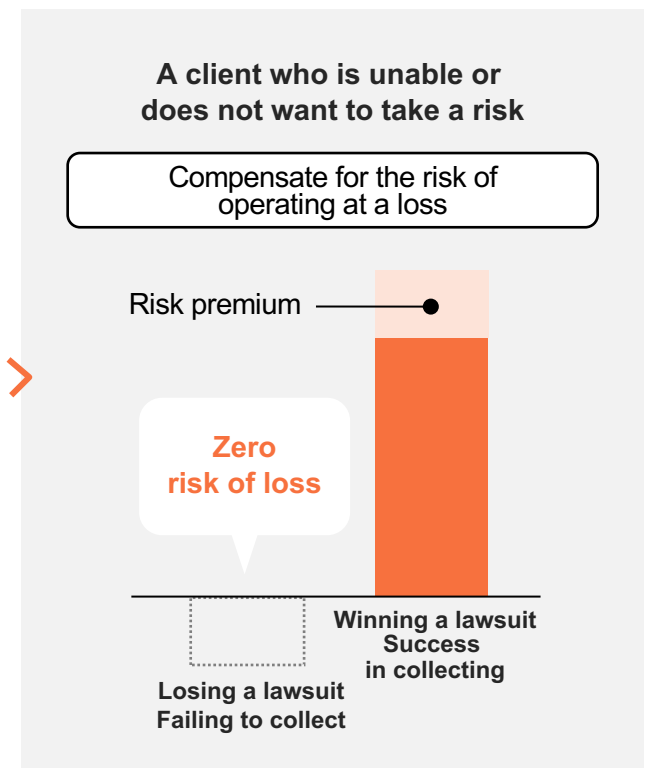 A client who is unable or
does not want to take a risk
Compensate for the risk of
operating at a loss
Risk premium
Zero
risk of loss
Winning a lawsuit
Success
in collecting
Losing a lawsuit
Failing to collect